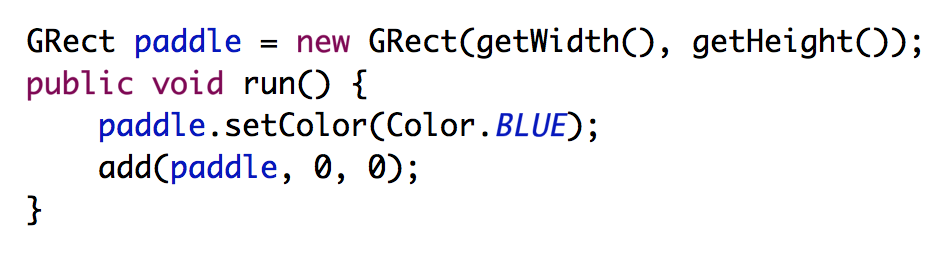 GRect paddle = new GRect(getWidth(), getHeight());
public void run() {
    paddle.setColor(Color.BLUE);
    add(paddle, 0, 0);
}